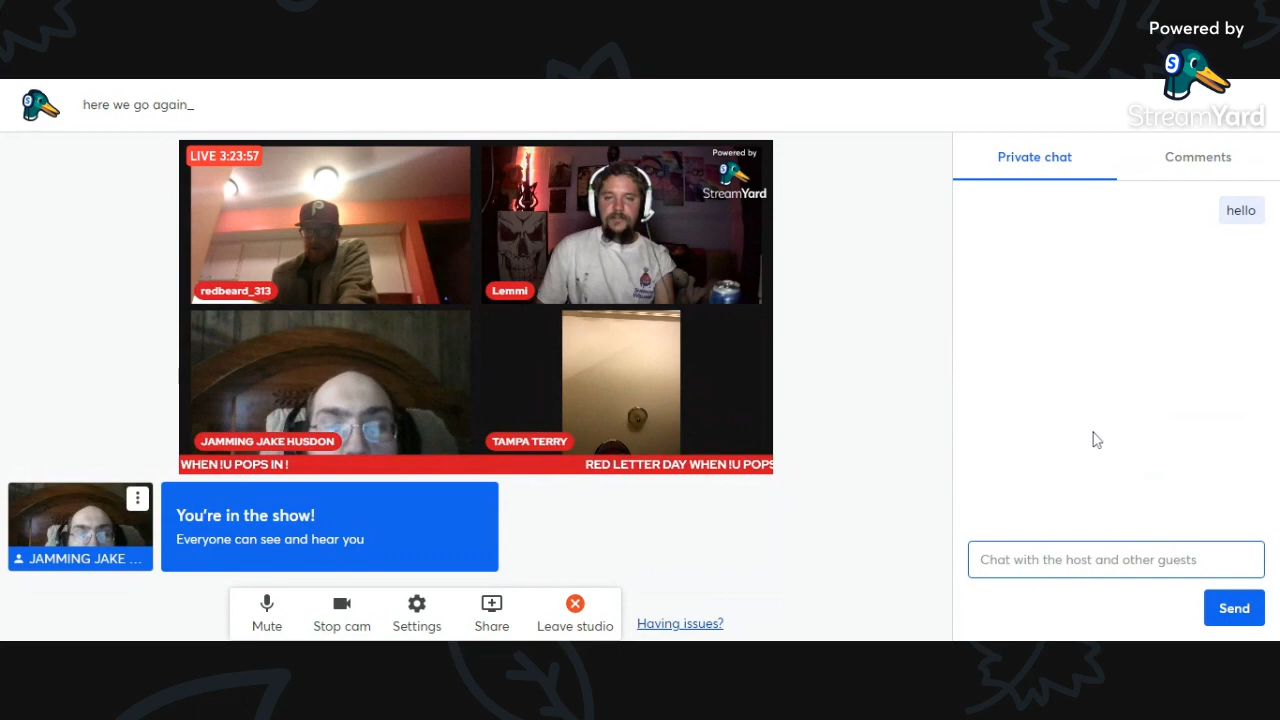 Powered by
StreamYard
here we go again_
LIVE 3:23:57
Powered by
StreamYard
redbeard_313
Lemmi
JAMMING JAKE HUSDON
TAMPA TERRY
WHEN !U POPS IN ! RED LETTER DAY WHEN !U POPS
Private chat Comments
hello
JAMMING JAKE ...
You're in the show!
Everyone can see and hear you
Chat with the host and other guests
Send
Mute Stop cam Settings Share Leave studio Having issues?